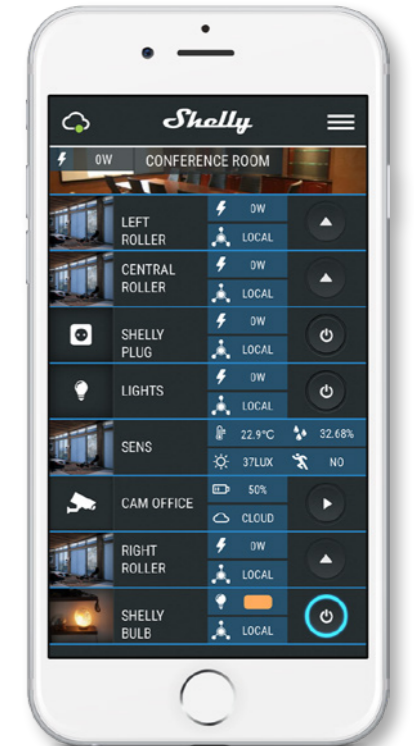 Shelly
0W CONFERENCE ROOM
LEFT
ROLLER
0W
LOCAL
CENTRAL
ROLLER
0W
LOCAL
SHELLY
PLUG
0W
LOCAL
LIGHTS
0W
LOCAL
SENS
22.9°C 32.68%
37LUX NO
CAM OFFICE
50%
CLOUD
RIGHT
ROLLER
0W
LOCAL
SHELLY
BULB
LOCAL